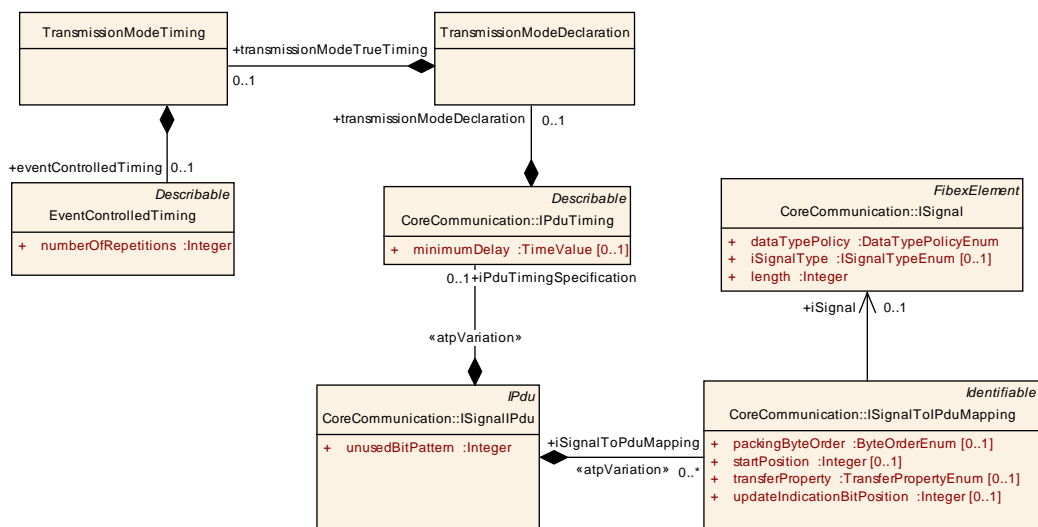 TransmissionModeTiming
+transmissionModeTrueTiming
0..1
TransmissionModeDeclaration
+transmissionModeDeclaration
0..1
+eventControlledTiming
0..1
Describable
EventControlledTiming
+ numberOfRepetitions :Integer
Describable
CoreCommunication::IPduTiming
+ minimumDelay :TimeValue [0..1]
0..1
+iPduTimingSpecification
«atpVariation»
FibexElement
CoreCommunication::ISignal
+ dataTypePolicy :DataTypePolicyEnum
+ iSignalType :ISignalTypeEnum [0..1]
+ length :Integer
+iSignal
0..1
IPdu
CoreCommunication::ISignalIPdu
+ unusedBitPattern :Integer
+iSignalToPduMapping
«atpVariation»
0..*
Identifiable
CoreCommunication::ISignalToIPduMapping
+ packingByteOrder :ByteOrderEnum [0..1]
+ startPosition :Integer [0..1]
+ transferProperty :TransferPropertyEnum [0..1]
+ updateIndicationBitPosition :Integer [0..1]